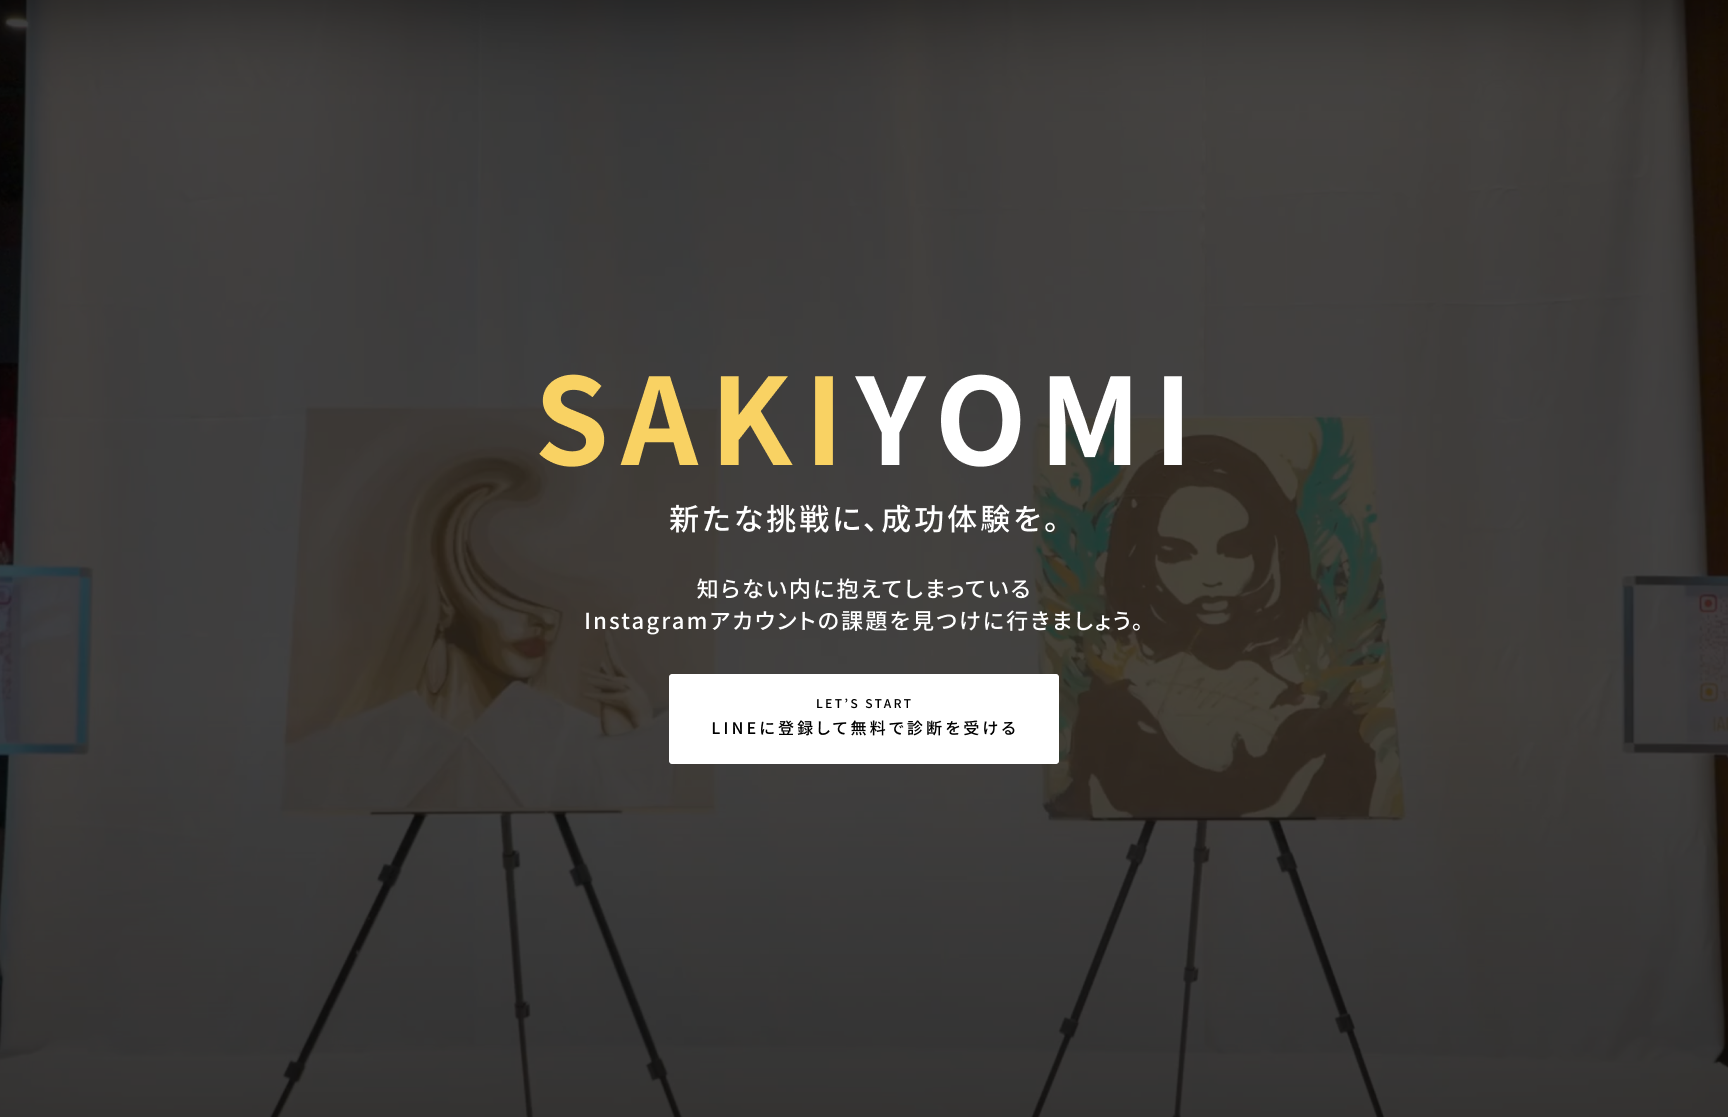 SAKIYOMI
新たな挑戦に、成功体験を。
知らない内に抱えてしまっている
Instagramアカウントの課題を見つけに行きましょう。
LET'S START
LINEに登録して無料で診断を受ける